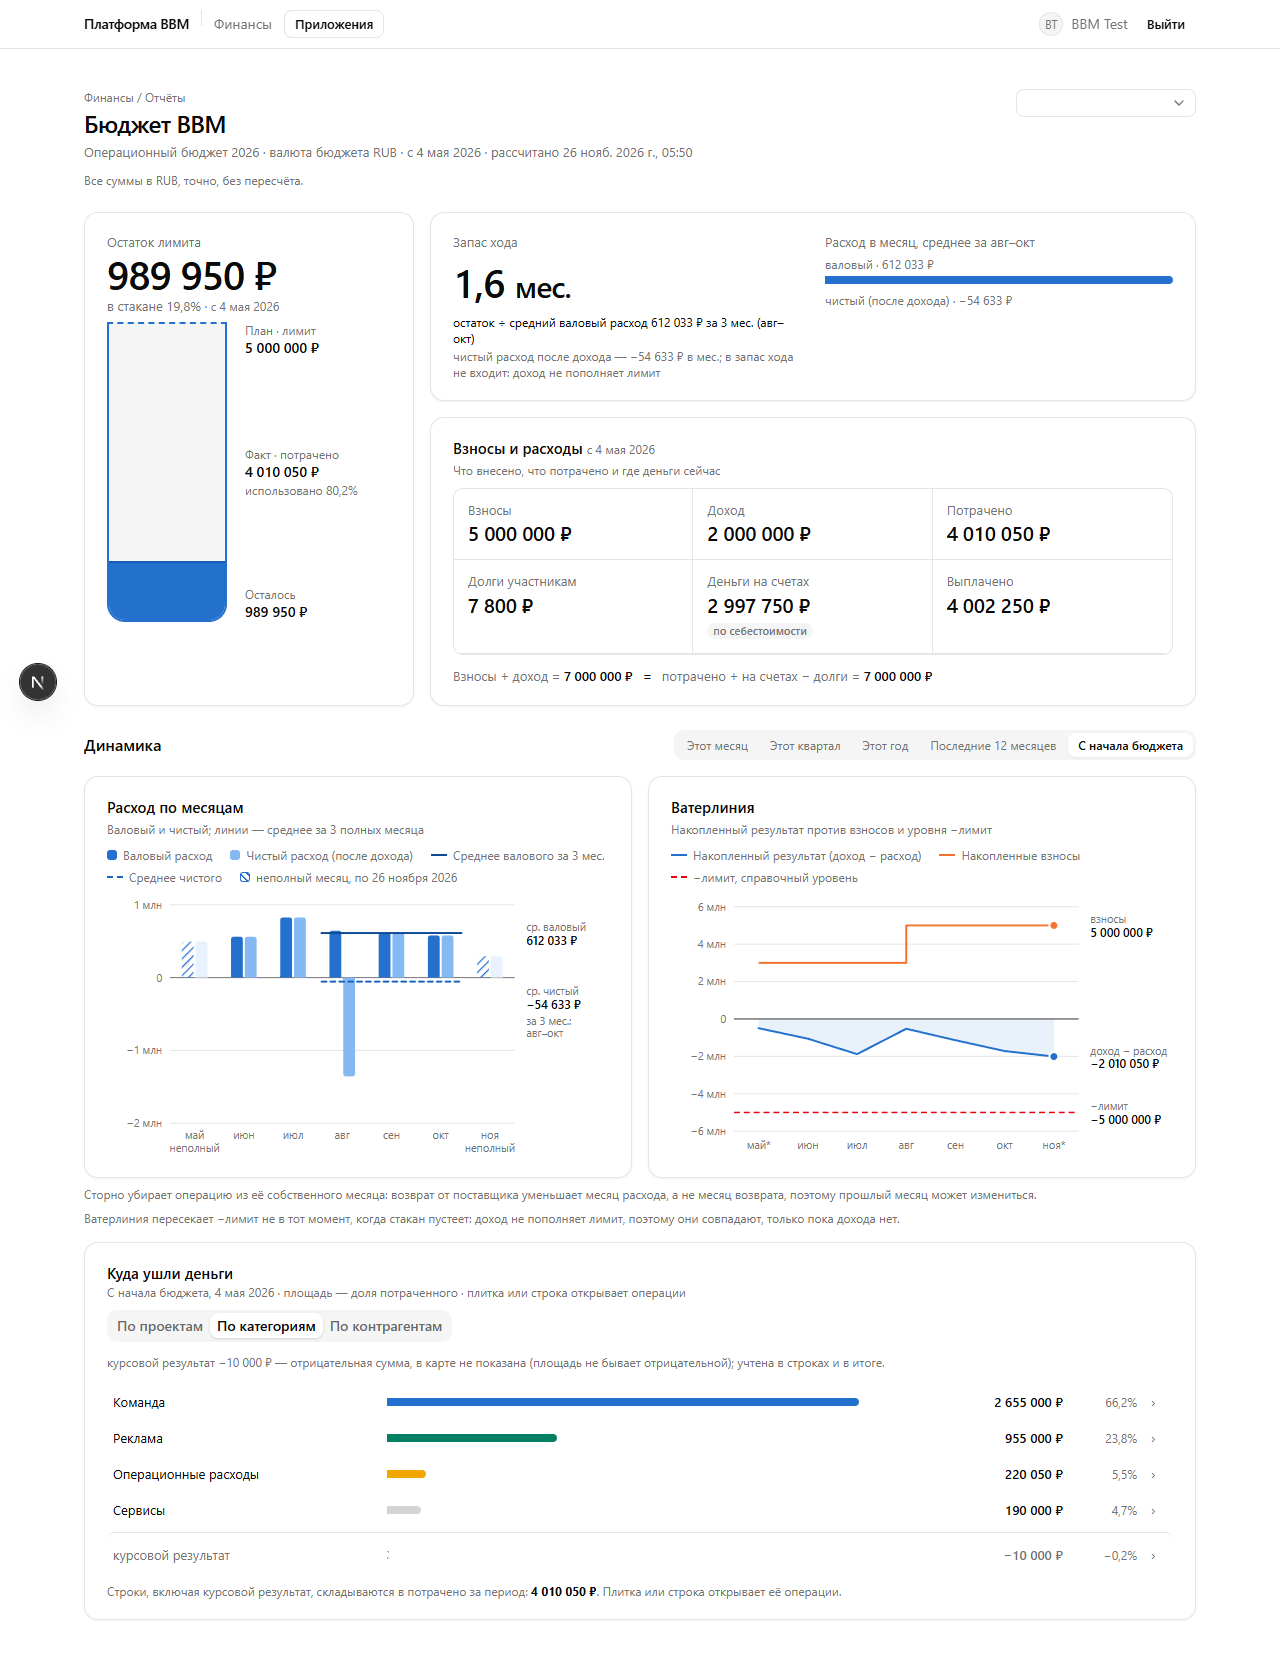 Платформа BBM Финансы Приложения BT BBM Test Выйти
Финансы / Отчёты
Бюджет BBM
Операционный бюджет 2026 · валюта бюджета RUB · с 4 мая 2026 · рассчитано 26 нояб. 2026 г., 05:50
Все суммы в RUB, точно, без пересчёта.
Остаток лимита
989 950 ₽
в стакане 19,8% · с 4 мая 2026
План · лимит
5 000 000 ₽
Факт · потрачено
4 010 050 ₽
использовано 80,2%
Осталось
989 950 ₽
Запас хода
1,6 мес.
остаток ÷ средний валовый расход 612 033 ₽ за 3 мес. (авг–
окт)
чистый расход после дохода — −54 633 ₽ в мес.; в запас хода
не входит: доход не пополняет лимит
Расход в месяц, среднее за авг–окт
валовый · 612 033 ₽
чистый (после дохода) · −54 633 ₽
Взносы и расходы с 4 мая 2026
Что внесено, что потрачено и где деньги сейчас
Взносы
5 000 000 ₽
Доход
2 000 000 ₽
Потрачено
4 010 050 ₽
Долги участникам
7 800 ₽
Деньги на счетах
2 997 750 ₽
по себестоимости
Выплачено
4 002 250 ₽
Взносы + доход = 7 000 000 ₽ = потрачено + на счетах − долги = 7 000 000 ₽
N
Динамика
Этот месяц Этот квартал Этот год Последние 12 месяцев С начала бюджета
Расход по месяцам
Валовый и чистый; линии — среднее за 3 полных месяца
Валовый расход Чистый расход (после дохода) Среднее валового за 3 мес.
Среднее чистого неполный месяц, по 26 ноября 2026
1 млн
0
−1 млн
−2 млн
ср. валовый
612 033 ₽
ср. чистый
−54 633 ₽
за 3 мес.:
авг–окт
май июн июл авг сен окт ноя
неполный неполный
Ватерлиния
Накопленный результат против взносов и уровня −лимит
Накопленный результат (доход − расход) Накопленные взносы
−лимит, справочный уровень
6 млн
4 млн
2 млн
0
−2 млн
−4 млн
−6 млн
взносы
5 000 000 ₽
доход − расход
−2 010 050 ₽
−лимит
−5 000 000 ₽
май* июн июл авг сен окт ноя*
Сторно убирает операцию из её собственного месяца: возврат от поставщика уменьшает месяц расхода, а не месяц возврата, поэтому прошлый месяц может измениться.
Ватерлиния пересекает −лимит не в тот момент, когда стакан пустеет: доход не пополняет лимит, поэтому они совпадают, только пока дохода нет.
Куда ушли деньги
С начала бюджета, 4 мая 2026 · площадь — доля потраченного · плитка или строка открывает операции
По проектам По категориям По контрагентам
курсовой результат −10 000 ₽ — отрицательная сумма, в карте не показана (площадь не бывает отрицательной); учтена в строках и в итоге.
Команда 2 655 000 ₽ 66,2% ›
Реклама 955 000 ₽ 23,8% ›
Операционные расходы 220 050 ₽ 5,5% ›
Сервисы 190 000 ₽ 4,7% ›
курсовой результат −10 000 ₽ −0,2% ›
Строки, включая курсовой результат, складываются в потрачено за период: 4 010 050 ₽. Плитка или строка открывает её операции.